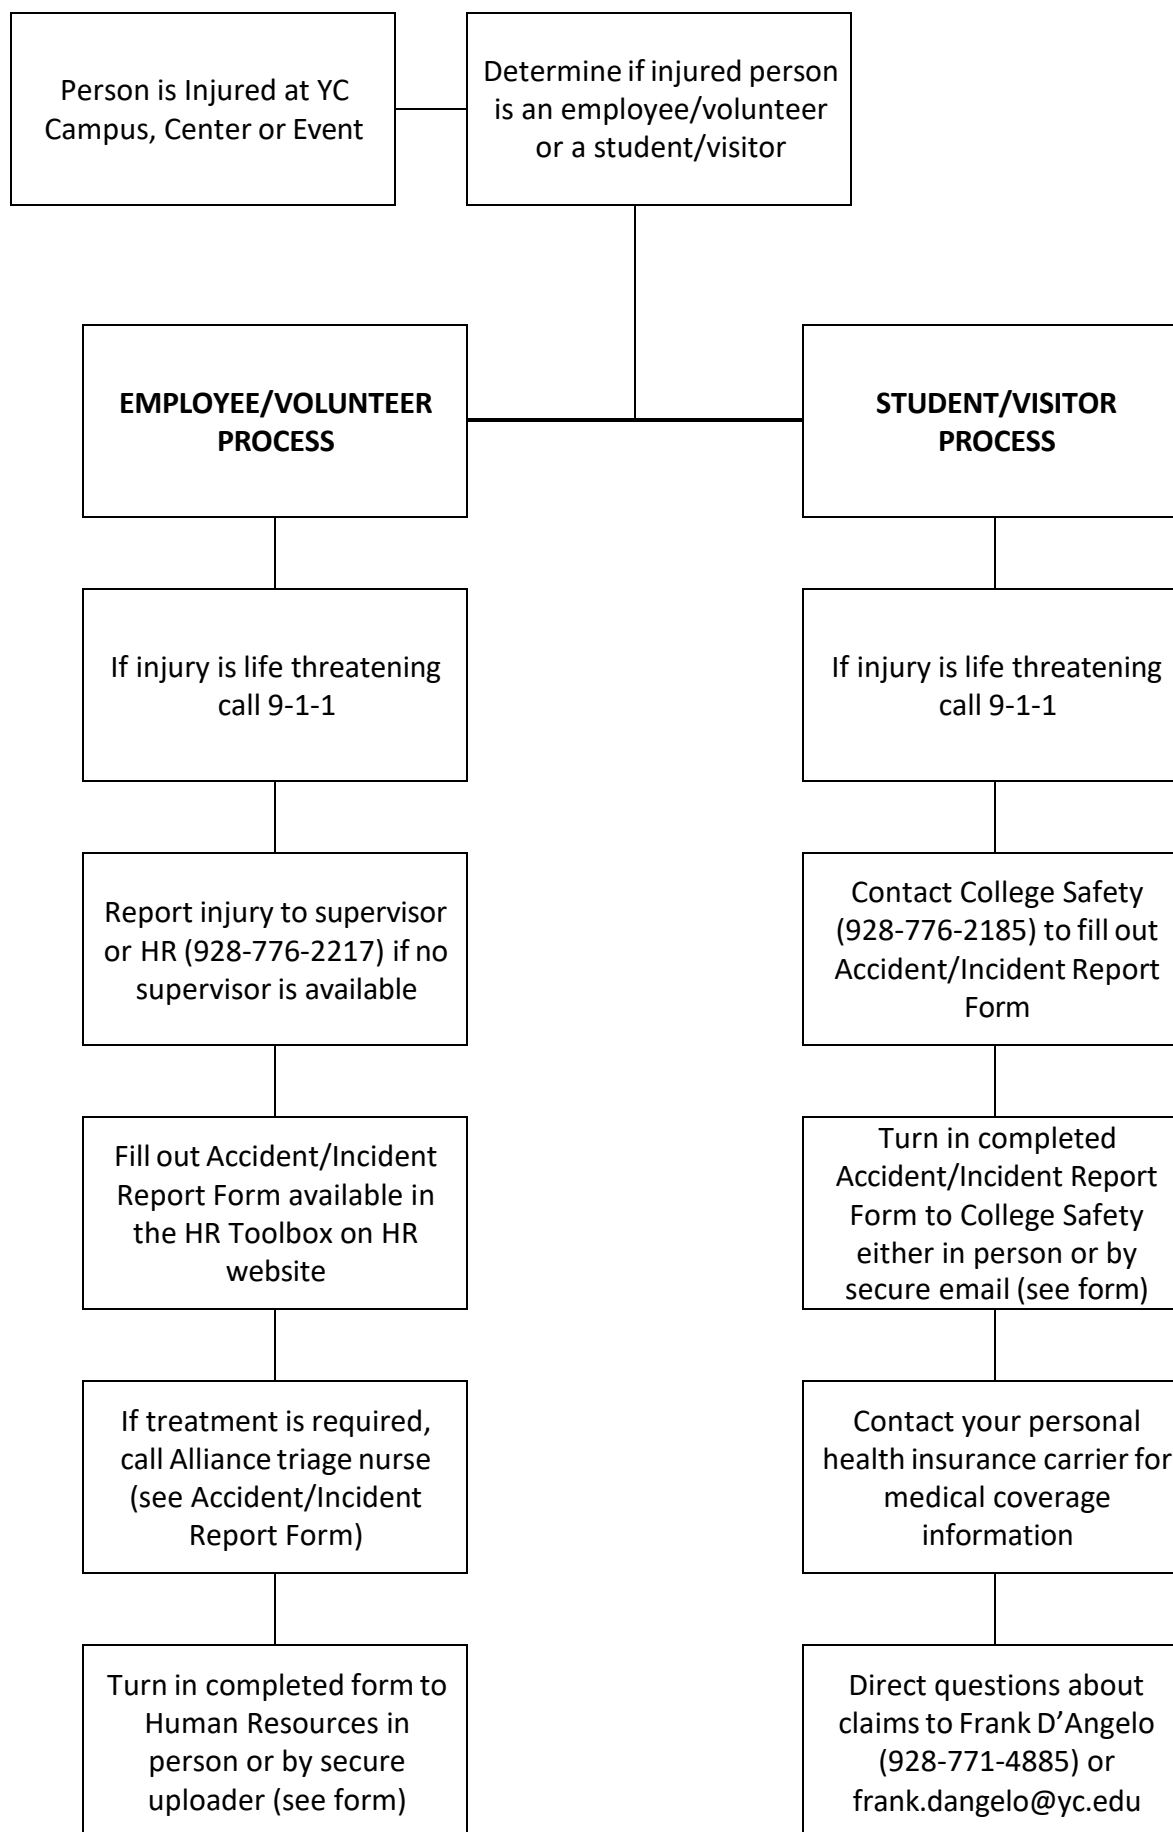 Person is Injured at YC
Campus, Center or Event
Determine if injured person
is an employee/volunteer
or a student/visitor
EMPLOYEE/VOLUNTEER
PROCESS
If injury is life threatening
call 9-1-1
Report injury to supervisor
or HR (928-776-2217) if no
supervisor is available
Fill out Accident/Incident
Report Form available in
the HR Toolbox on HR
website
If treatment is required,
call Alliance triage nurse
(see Accident/Incident
Report Form)
Turn in completed form to
Human Resources in
person or by secure
uploader (see form)
STUDENT/VISITOR
PROCESS
If injury is life threatening
call 9-1-1
Contact College Safety
(928-776-2185) to fill out
Accident/Incident Report
Form
Turn in completed
Accident/Incident Report
Form to College Safety
either in person or by
secure email (see form)
Contact your personal
health insurance carrier for
medical coverage
information
Direct questions about
claims to Frank D’Angelo
(928-771-4885) or
frank.dangelo@yc.edu